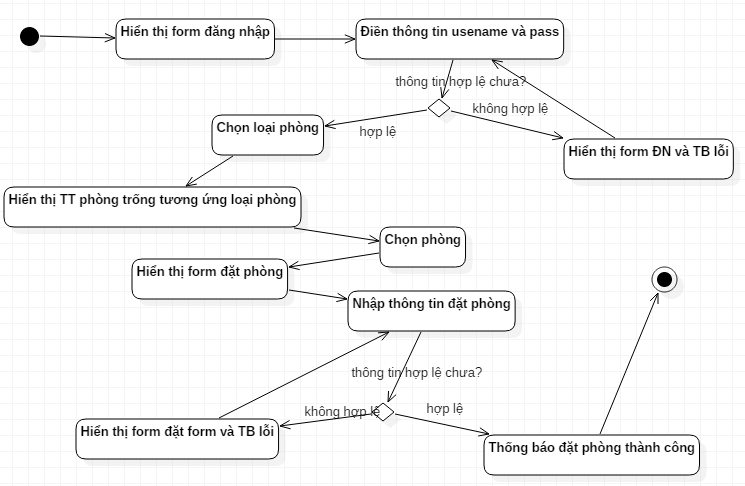 Hiển thị form đăng nhập
Điền thông tin usename và pass
thông tin hợp lệ chưa?
không hợp lệ
hợp lệ
Chọn loại phòng
Hiển thị form ĐN và TB lỗi
Hiển thị TT phòng trống tương ứng loại phòng
Chọn phòng
Hiển thị form đặt phòng
Nhập thông tin đặt phòng
thông tin hợp lệ chưa?
không hợp lệ
hợp lệ
Hiển thị form đặt form và TB lỗi
Thống báo đặt phòng thành công